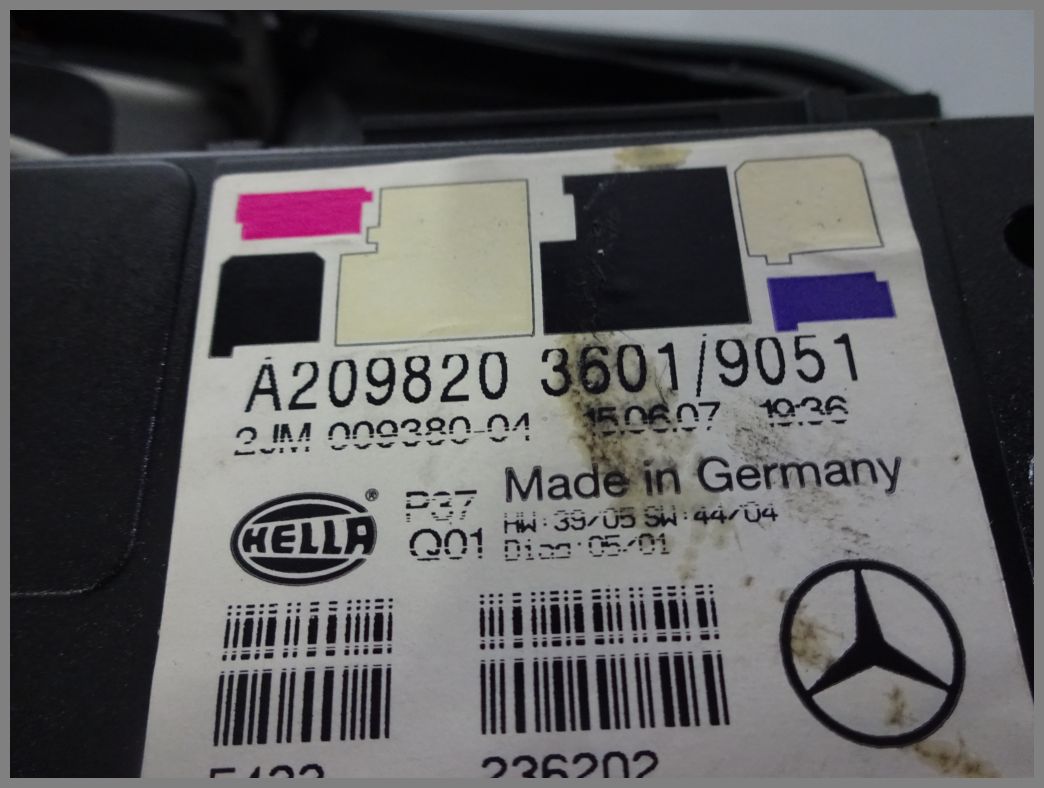 A209820 3601/9051
2JM 009380-04 15.06.07 19:36
Made in Germany
HELLA ® P37 HW:39/05 SW:44/04
Q01 Diag:05/01
236202